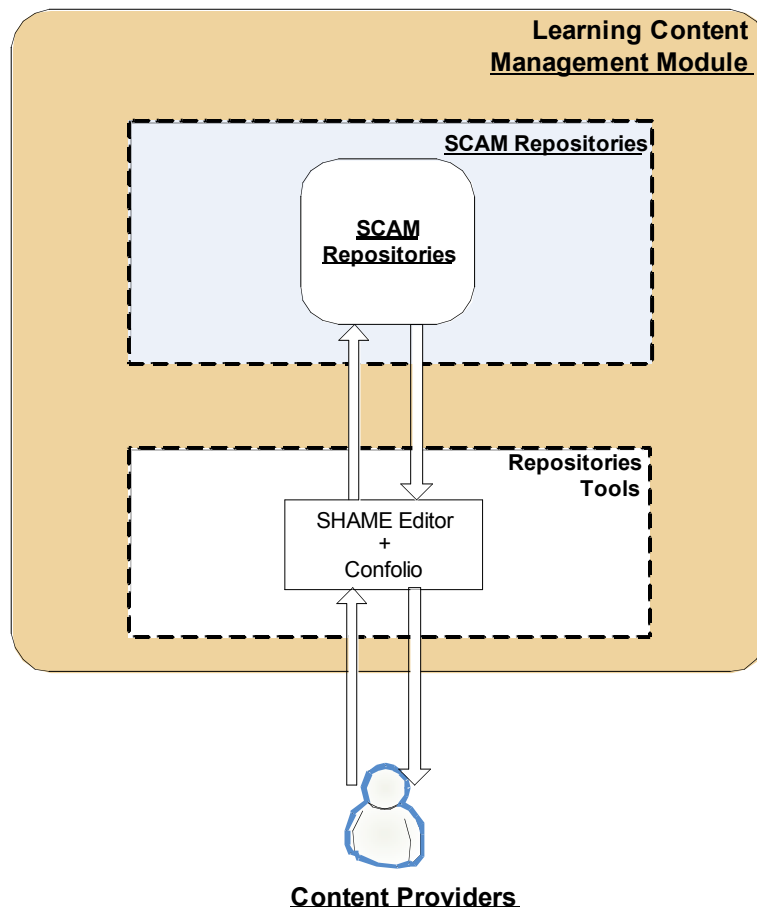 Learning Content
Management Module
SCAM Repositories
SCAM
Repositories
Repositories
Tools
SHAME Editor
+
Confolio
Content Providers